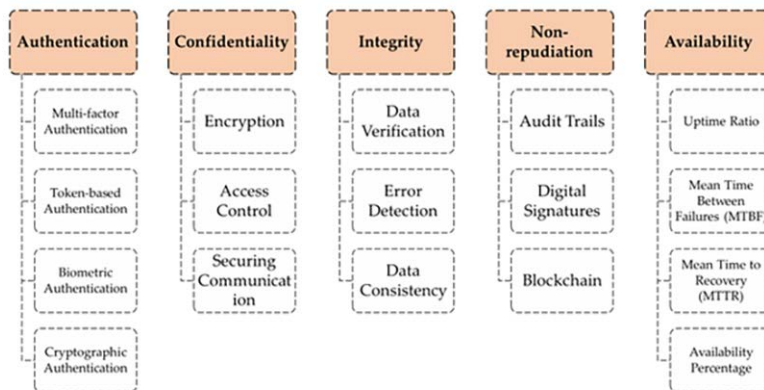 Authentication
Multi-factor
Authentication
Token-based
Authentication
Biometric
Authentication
Cryptographic
Authentication
Confidentiality
Encryption
Access
Control
Securing
Communicat
ion
Integrity
Data
Verification
Error
Detection
Data
Consistency
Non-
repudiation
Audit Trails
Digital
Signatures
Blockchain
Availability
Uptime Ratio
Mean Time
Between
Failures (MTBF)
Mean Time to
Recovery
(MTTR)
Availability
Percentage